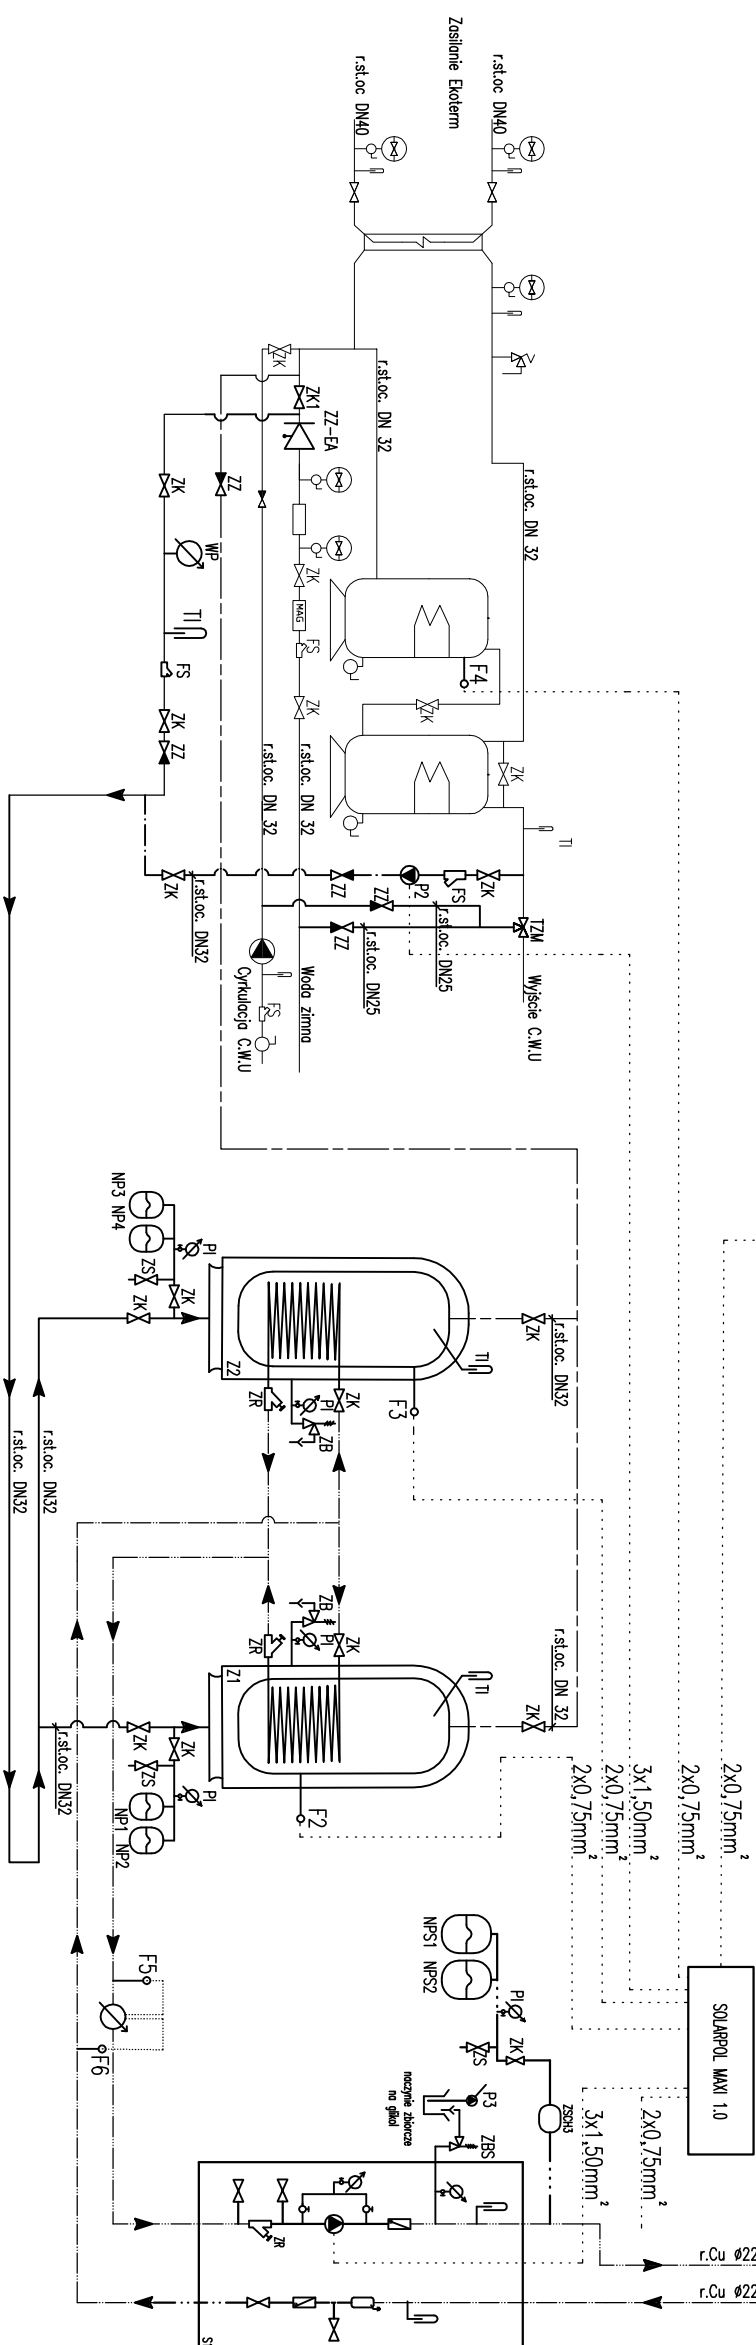 Zasilanie Ekoterm
r.st.oc DN40
r.st.oc DN40
r.st.oc. DN 32
r.st.oc. DN 32
ZK
ZK1
ZZ-EA
ZK
ZZ
WP
TI
FS
ZK
ZZ
ZK
MAG
FS
ZK
F4
ZK
ZK
TI
r.st.oc. DN 32
r.st.oc. DN 32
ZK
r.st.oc. DN32
ZZ
P2
FS
ZK
ZZ
r.st.oc. DN25
ZZ
r.st.oc. DN25
TZM
Wyjście C.W.U
Woda zimna
FS
Cyrkulacja C.W.U
NP3 NP4
PI
ZS
ZK
ZK
Z2
TI
ZK
r.st.oc. DN32
ZR
PI
ZB
ZK
F3
r.st.oc. DN32
r.st.oc. DN32
ZB
PI
ZR
ZK
Z1
TI
ZK
r.st.oc. DN 32
ZK
ZK
r.st.oc. DN32
ZS
PI
NP1 NP2
F2
2x0,75mm²
2x0,75mm²
3x1,50mm²
2x0,75mm²
2x0,75mm²
SOLARPOL MAXI 1.0
NPS1 NPS2
PI
ZS
ZK
ZSCH3
F5
F6
P3
naczynie zbiorcze
na glikol
ZBS
3x1,50mm²
2x0,75mm²
ZR
r.Cu ø22
r.Cu ø22